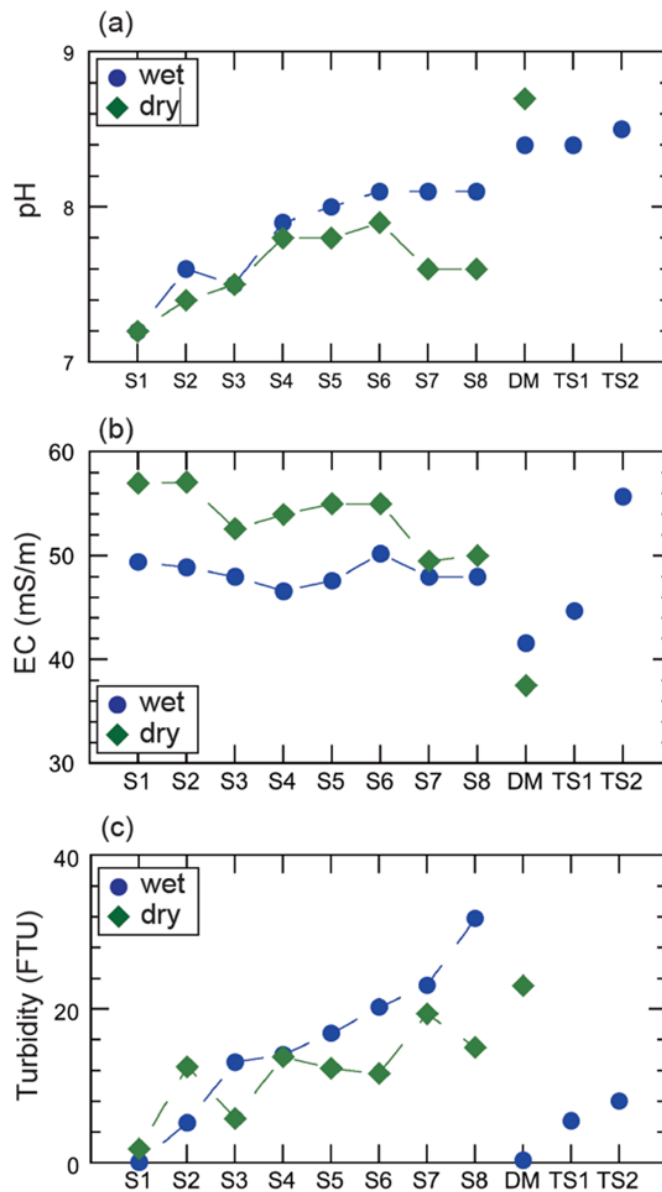 (a)
9
wet
dry
8
pH
7
S1 S2 S3 S4 S5 S6 S7 S8 DM TS1 TS2
(b)
60
50
EC (mS/m)
40
wet
dry
30
S1 S2 S3 S4 S5 S6 S7 S8 DM TS1 TS2
(c)
40
wet
dry
20
Turbidity (FTU)
0
S1 S2 S3 S4 S5 S6 S7 S8 DM TS1 TS2